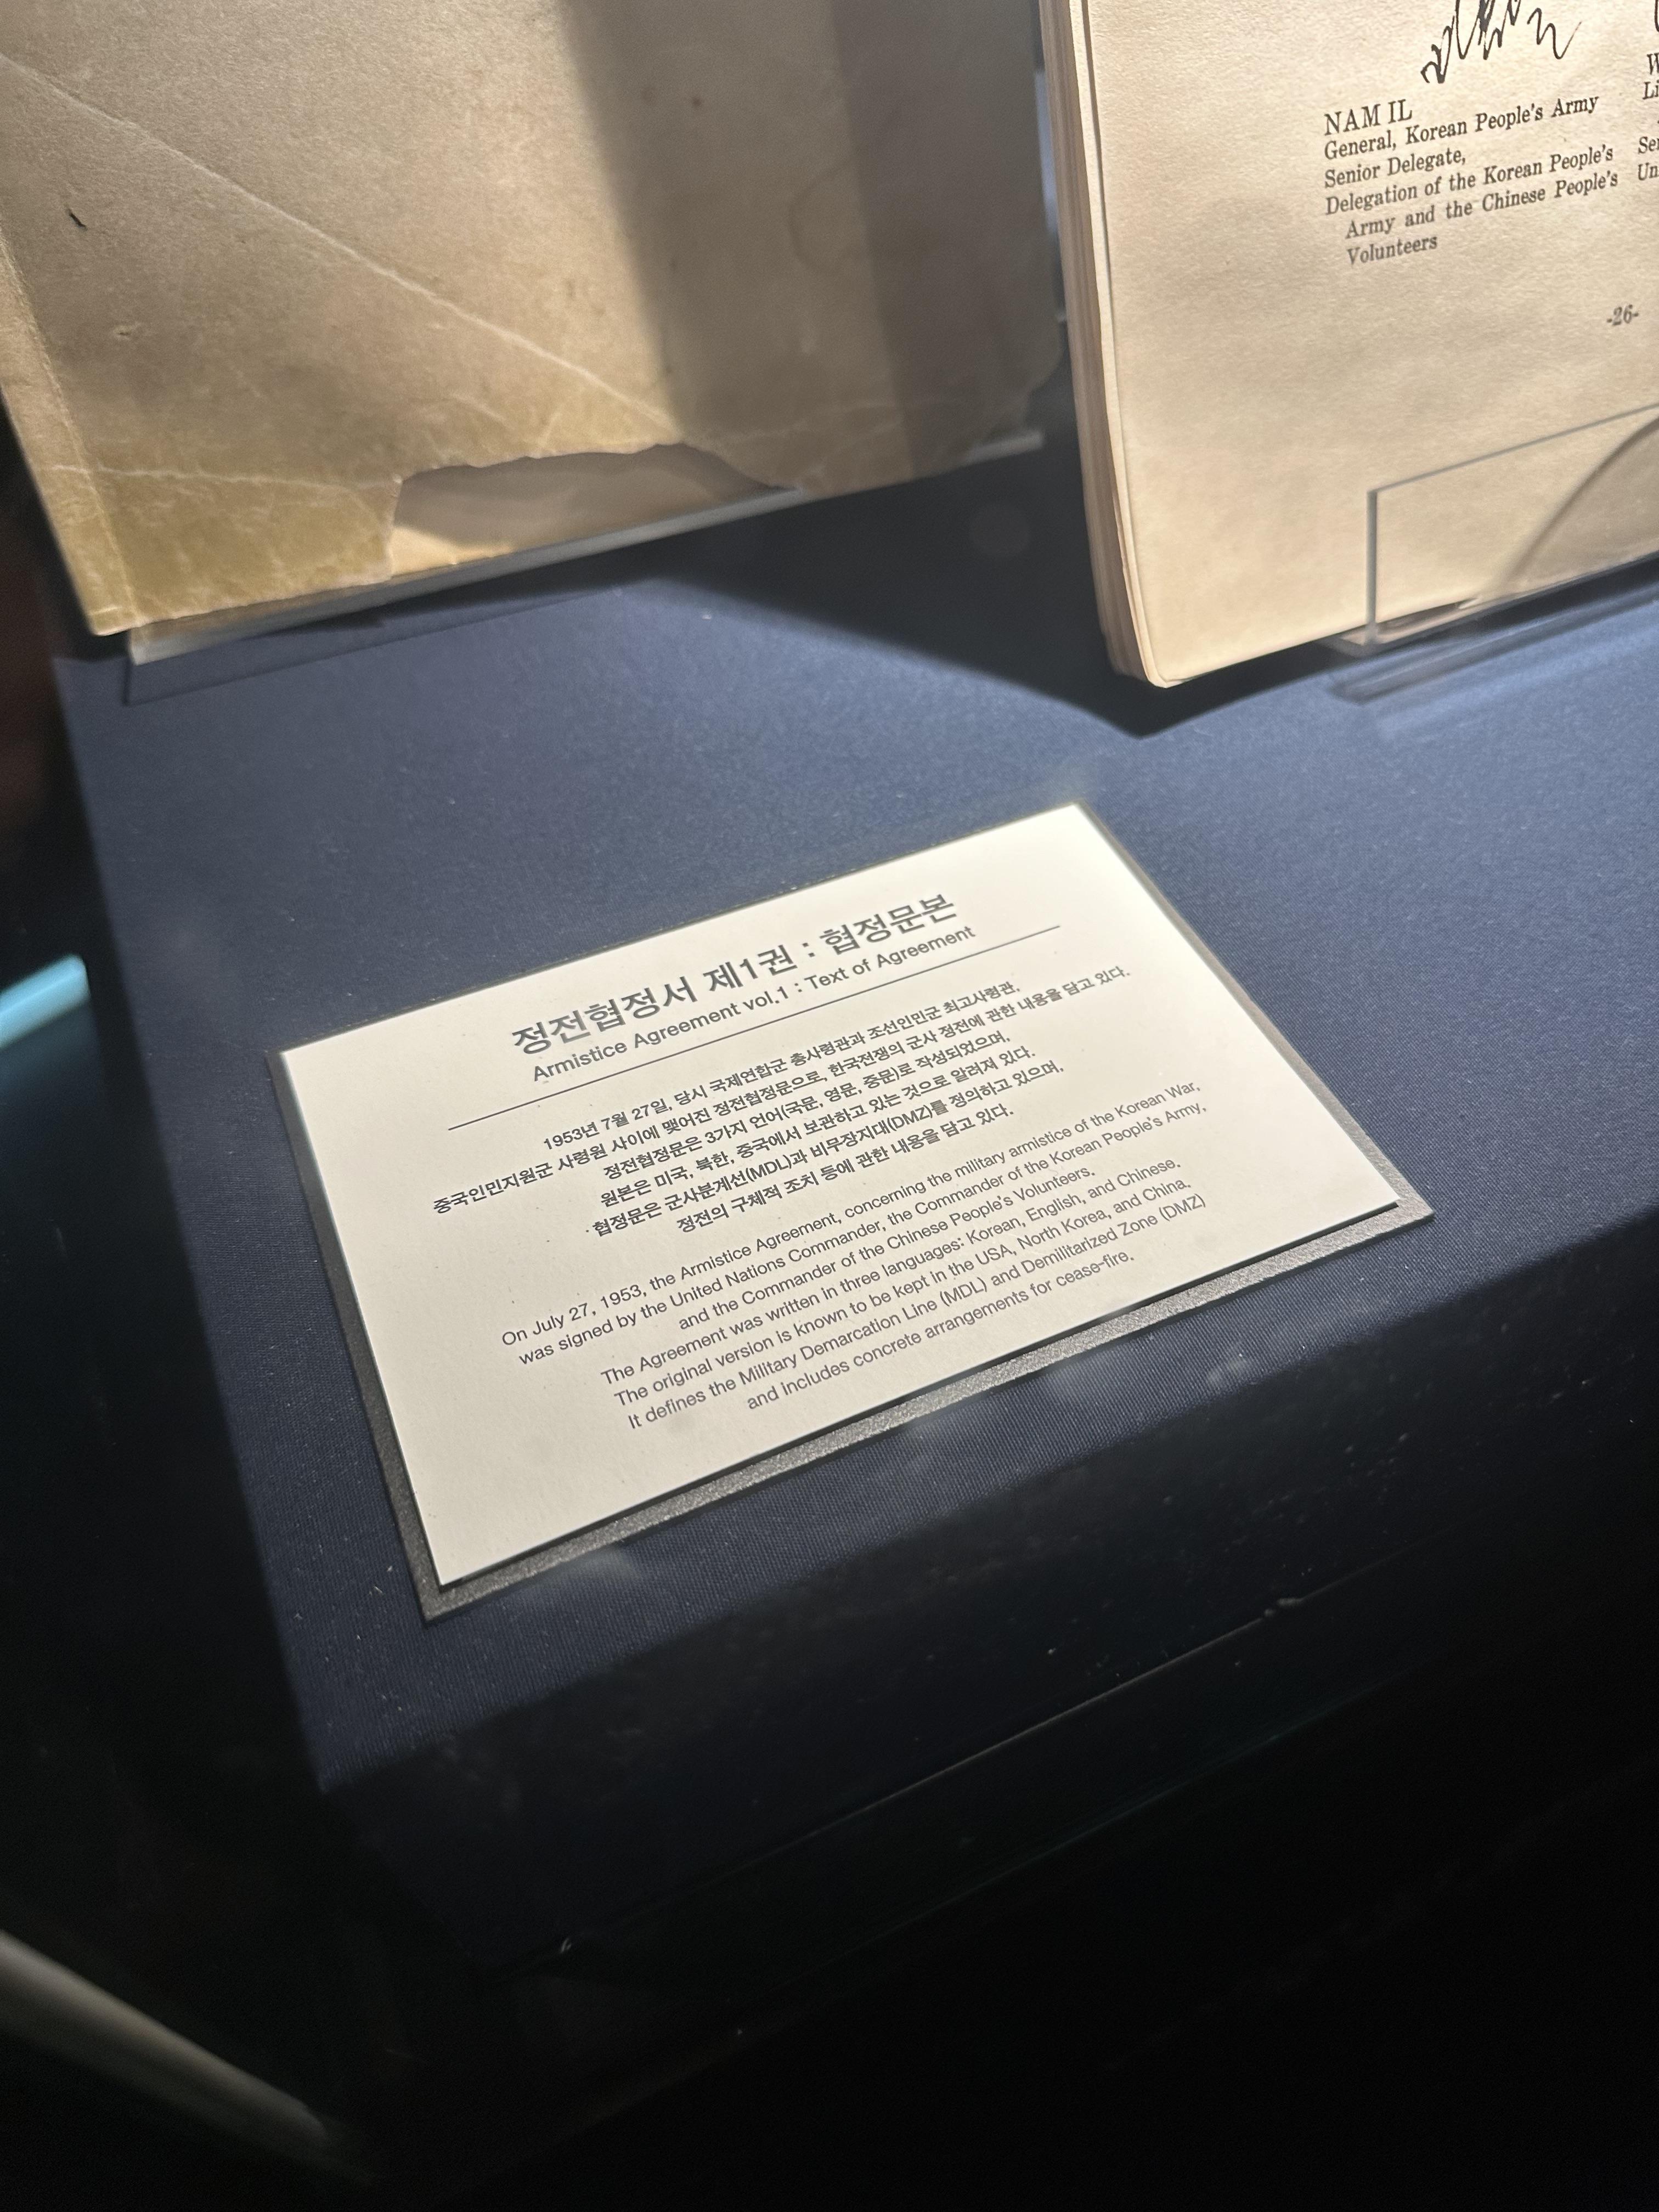 NAM IL
General, Korean People's Army
Senior Delegate,
Delegation of the Korean People's
Army and the Chinese People's
Volunteers
-26-
정전협정서 제1권 : 협정문본
Armistice Agreement vol.1 : Text of Agreement
1953년 7월 27일, 당시 국제연합군 총사령관과 조선인민군 최고사령관,
중국인민지원군 사령원 사이에 맺어진 정전협정문으로, 한국전쟁의 군사 정전에 관한 내용을 담고 있다.
정전협정문은 3가지 언어(국문, 영문, 중문)로 작성되었으며,
원본은 미국, 북한, 중국에서 보관하고 있는 것으로 알려져 있다.
협정문은 군사분계선(MDL)과 비무장지대(DMZ)를 정의하고 있으며,
정전의 구체적 조치 등에 관한 내용을 담고 있다.
On July 27, 1953, the Armistice Agreement, concerning the military armistice of the Korean War,
was signed by the United Nations Commander, the Commander of the Korean People's Army,
and the Commander of the Chinese People's Volunteers.
The Agreement was written in three languages: Korean, English, and Chinese.
The original version is known to be kept in the USA, North Korea, and China.
It defines the Military Demarcation Line (MDL) and Demilitarized Zone (DMZ)
and includes concrete arrangements for cease-fire.